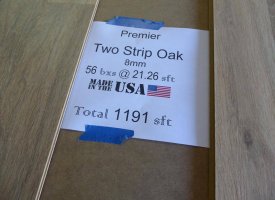 Premier
Two Strip Oak
8mm
56 bxs @ 21.26 sft
MADE IN THE USA
Total 1191 sft